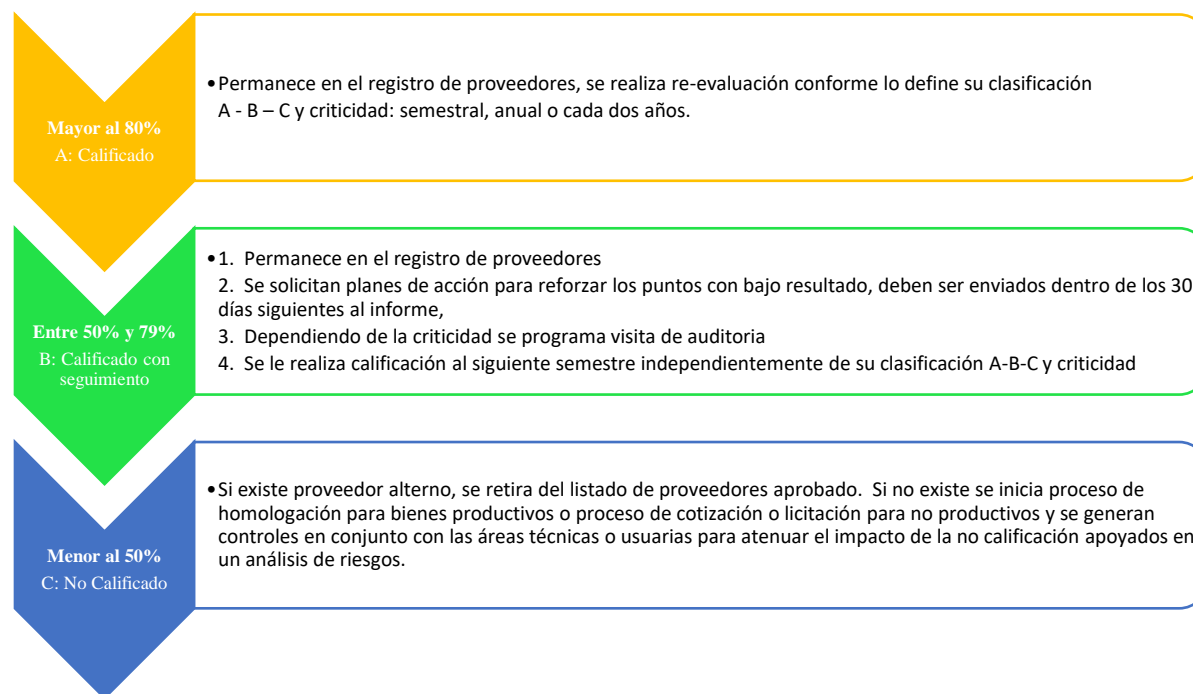 Mayor al 80%
A: Calificado
•Permanece en el registro de proveedores, se realiza re-evaluación conforme lo define su clasificación
A - B – C y criticidad: semestral, anual o cada dos años.
Entre 50% y 79%
B: Calificado con
seguimiento
•1. Permanece en el registro de proveedores
2. Se solicitan planes de acción para reforzar los puntos con bajo resultado, deben ser enviados dentro de los 30
días siguientes al informe,
3. Dependiendo de la criticidad se programa visita de auditoria
4. Se le realiza calificación al siguiente semestre independientemente de su clasificación A-B-C y criticidad
Menor al 50%
C: No Calificado
•Si existe proveedor alterno, se retira del listado de proveedores aprobado. Si no existe se inicia proceso de
homologación para bienes productivos o proceso de cotización o licitación para no productivos y se generan
controles en conjunto con las áreas técnicas o usuarias para atenuar el impacto de la no calificación apoyados en
un análisis de riesgos.